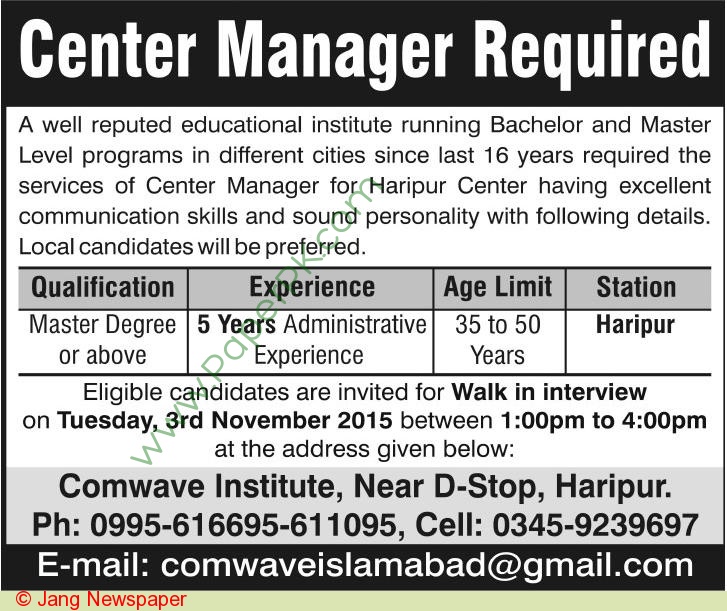 Center Manager Required
A well reputed educational institute running Bachelor and Master
Level programs in different cities since last 16 years required the
services of Center Manager for Haripur Center having excellent
communication skills and sound personality with following details.
Local candidates will be preferred.
Qualification Experience Age Limit Station
Master Degree 5 Years Administrative 35 to 50 Haripur
or above Experience Years
Eligible candidates are invited for Walk in interview
on Tuesday, 3rd November 2015 between 1:00pm to 4:00pm
at the address given below:
Comwave Institute, Near D-Stop, Haripur.
Ph: 0995-616695-611095, Cell: 0345-9239697
E-mail: comwaveislamabad@gmail.com
© Jang Newspaper
www.PaperPk.com